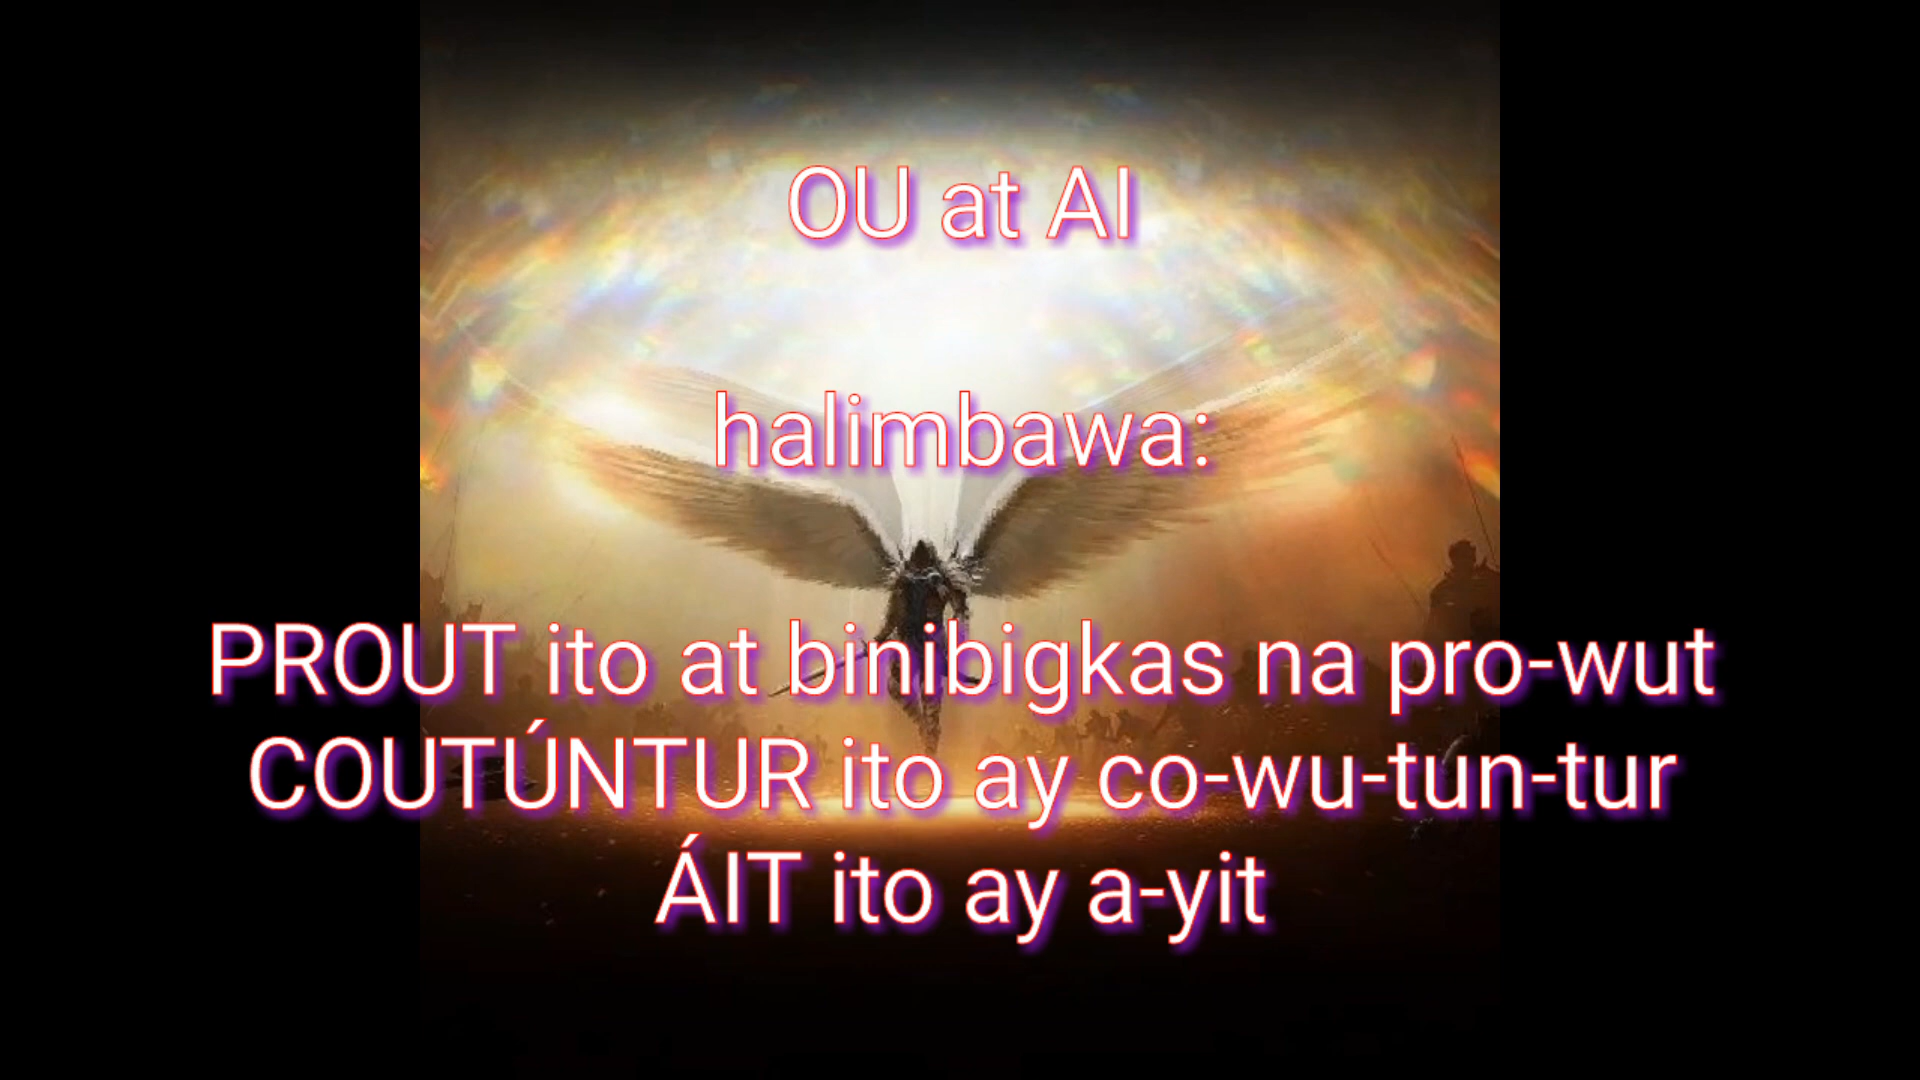 OU at AI
halimbawa:
PROUT ito at binibigkas na pro-wut
COUTÚNTUR ito ay co-wu-tun-tur
ÁIT ito ay a-yit